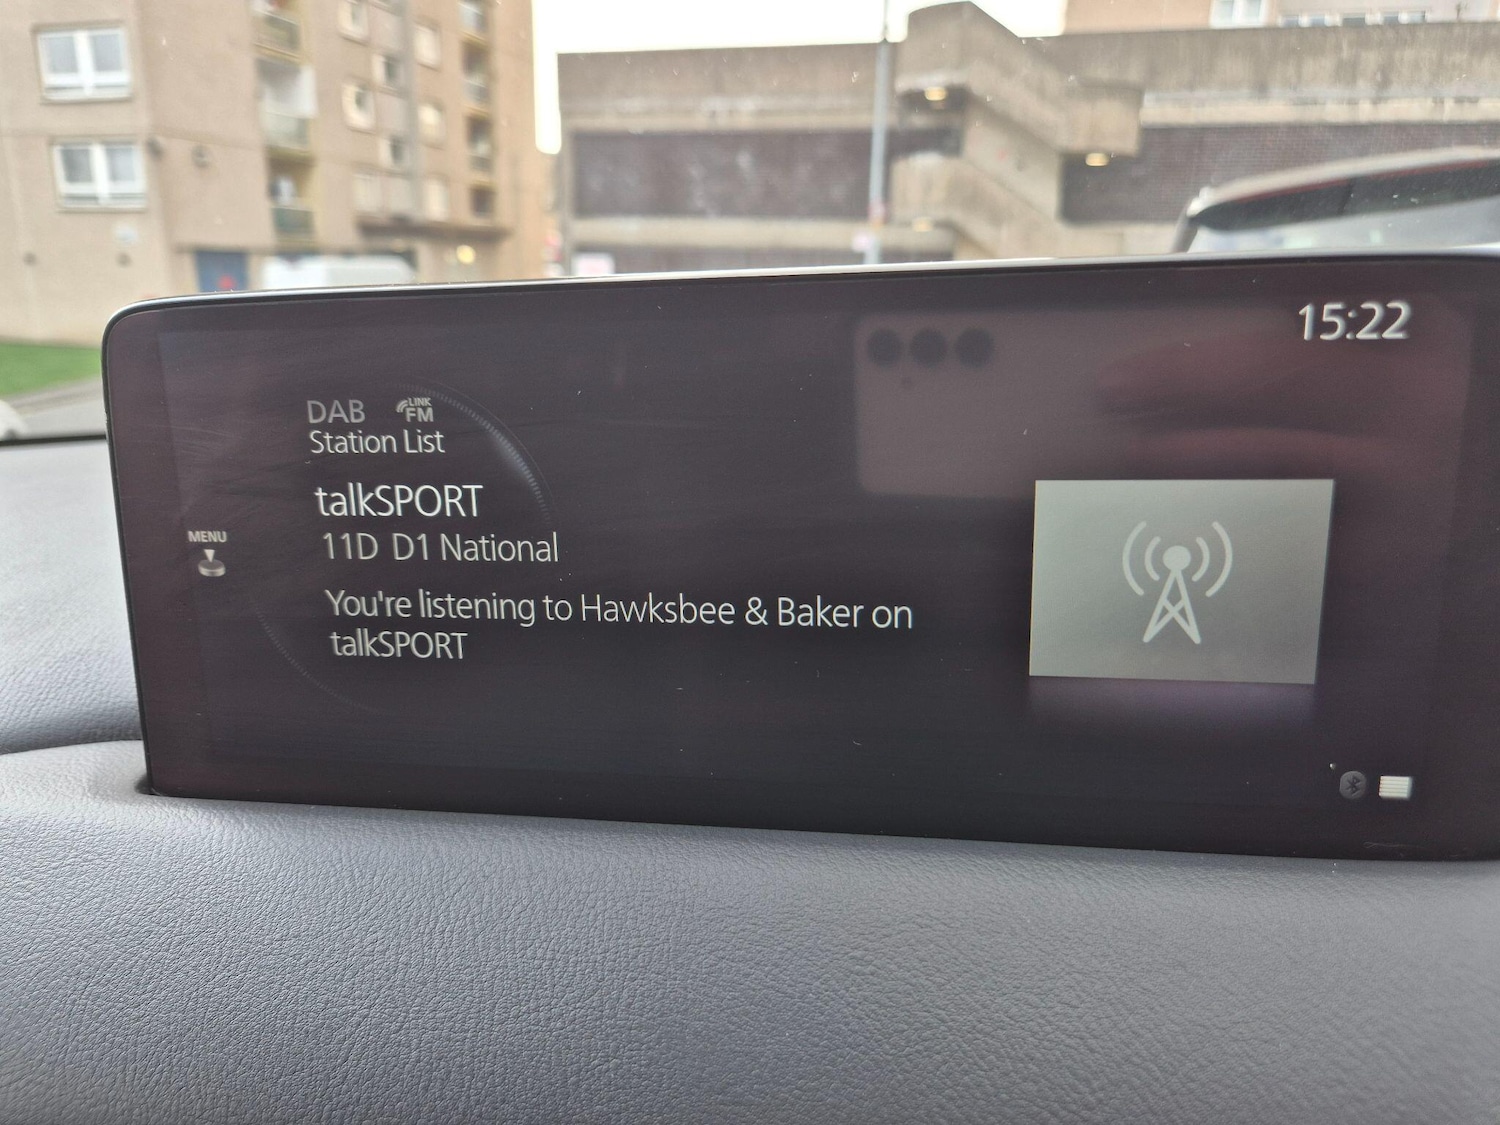 15:22
DAB LINK FM
Station List
talkSPORT
11D D1 National
MENU
You're listening to Hawksbee & Baker on
talkSPORT